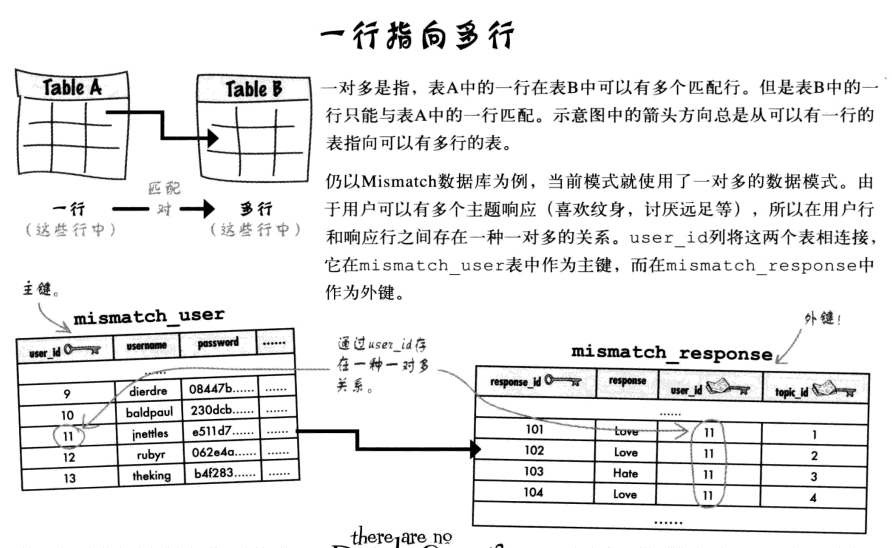 一行指向多行
Table A
Table B
匹配
一行
对
多行
(这些行中)
(这些行中)
一对多是指，表A中的一行在表B中可以有多个匹配行。但是表B中的一
行只能与表A中的一行匹配。示意图中的箭头方向总是从可以有一行的
表指向可以有多行的表。
仍以Mismatch数据库为例，当前模式就使用了一对多的数据模式。由
于用户可以有多个主题响应（喜欢纹身，讨厌远足等），所以在用户行
和响应行之间存在一种一对多的关系。user_id列将这两个表相连接，
它在mismatch_user表中作为主键，而在mismatch_response中
作为外键。
主键。
mismatch_user
user_id username password ......
......
9 dierdre 08447b...... ......
10 baldpaul 230dcb...... ......
11 jnettles e511d7...... ......
12 rubyr 062e4a...... ......
13 theking b4f283...... ......
通过user_id存
在一种一对多
关系。
外键！
mismatch_response
response_id response user_id topic_id
......
101 Love 11 1
102 Love 11 2
103 Hate 11 3
104 Love 11 4
......
there are no